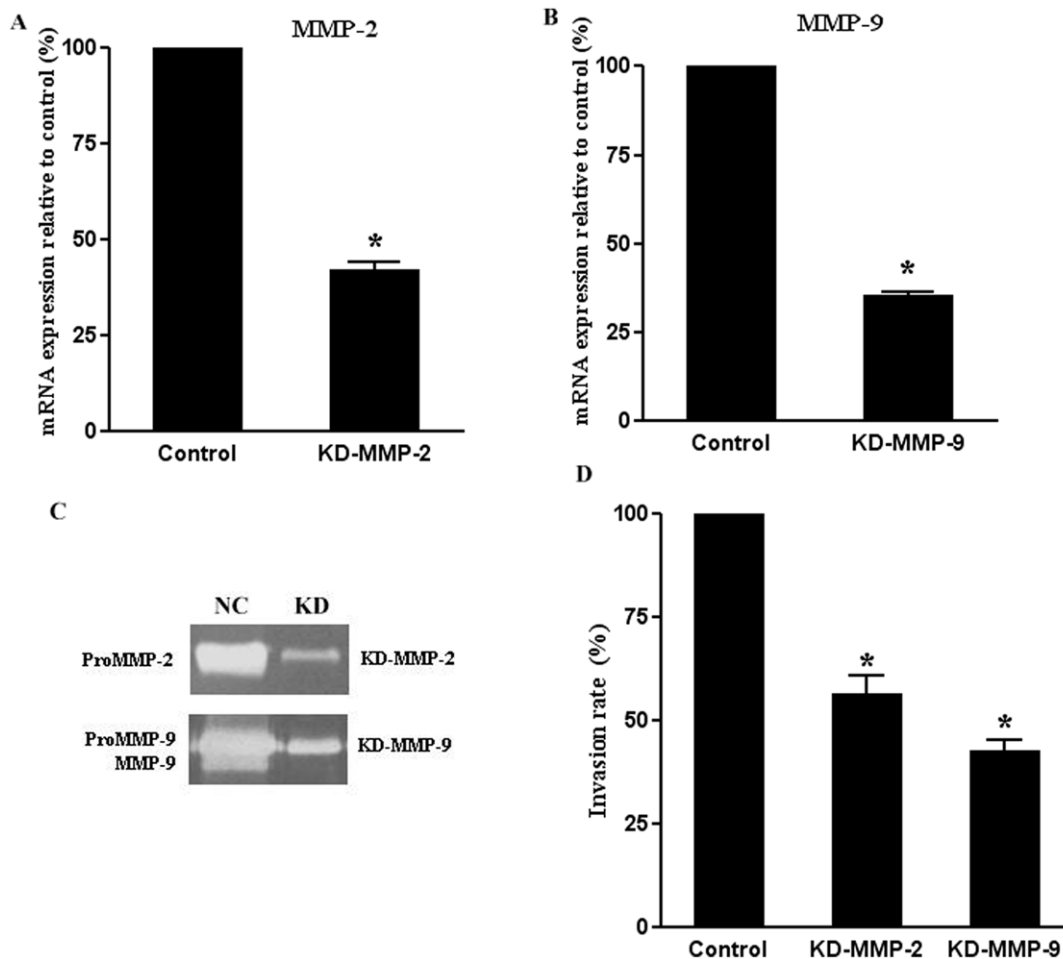 A
MMP-2
mRNA expression relative to control (%)
100
75
50
25
0
*
Control KD-MMP-2
B
MMP-9
mRNA expression relative to control (%)
100
75
50
25
0
*
Control KD-MMP-9
C
NC KD
ProMMP-2 KD-MMP-2
ProMMP-9 KD-MMP-9
MMP-9
D
Invasion rate (%)
100
75
50
25
0
*
*
Control KD-MMP-2 KD-MMP-9